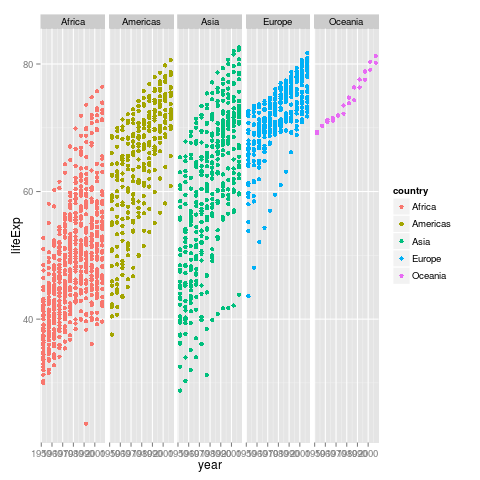 Africa Americas Asia Europe Oceania
80
60
40
lifeExp
year
country
Africa
Americas
Asia
Europe
Oceania